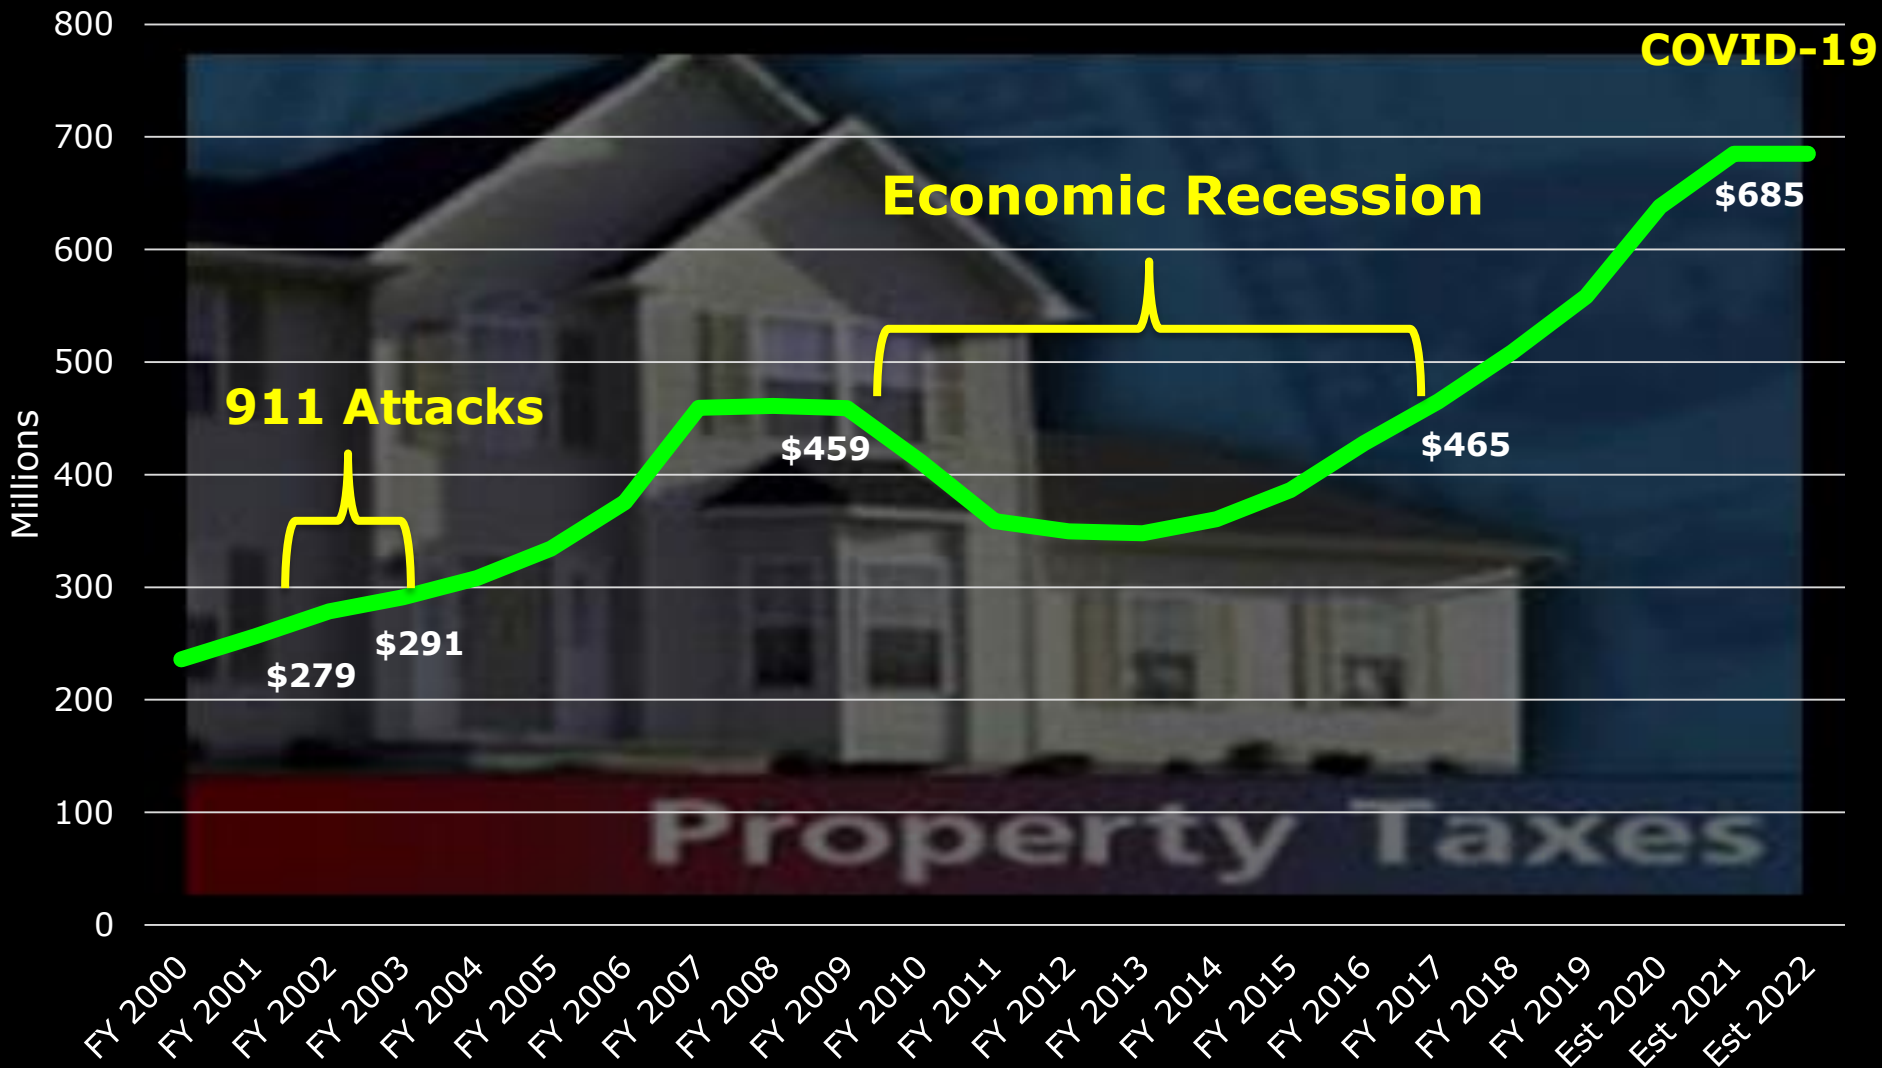 800
COVID-19
700
Economic Recession
$685
600
500
911 Attacks
$459
$465
400
Millions
300
$291
$279
200
100
Property Taxes
0
FY 2000
FY 2001
FY 2002
FY 2003
FY 2004
FY 2005
FY 2006
FY 2007
FY 2008
FY 2009
FY 2010
FY 2011
FY 2012
FY 2013
FY 2014
FY 2015
FY 2016
FY 2017
FY 2018
FY 2019
Est 2020
Est 2021
Est 2022